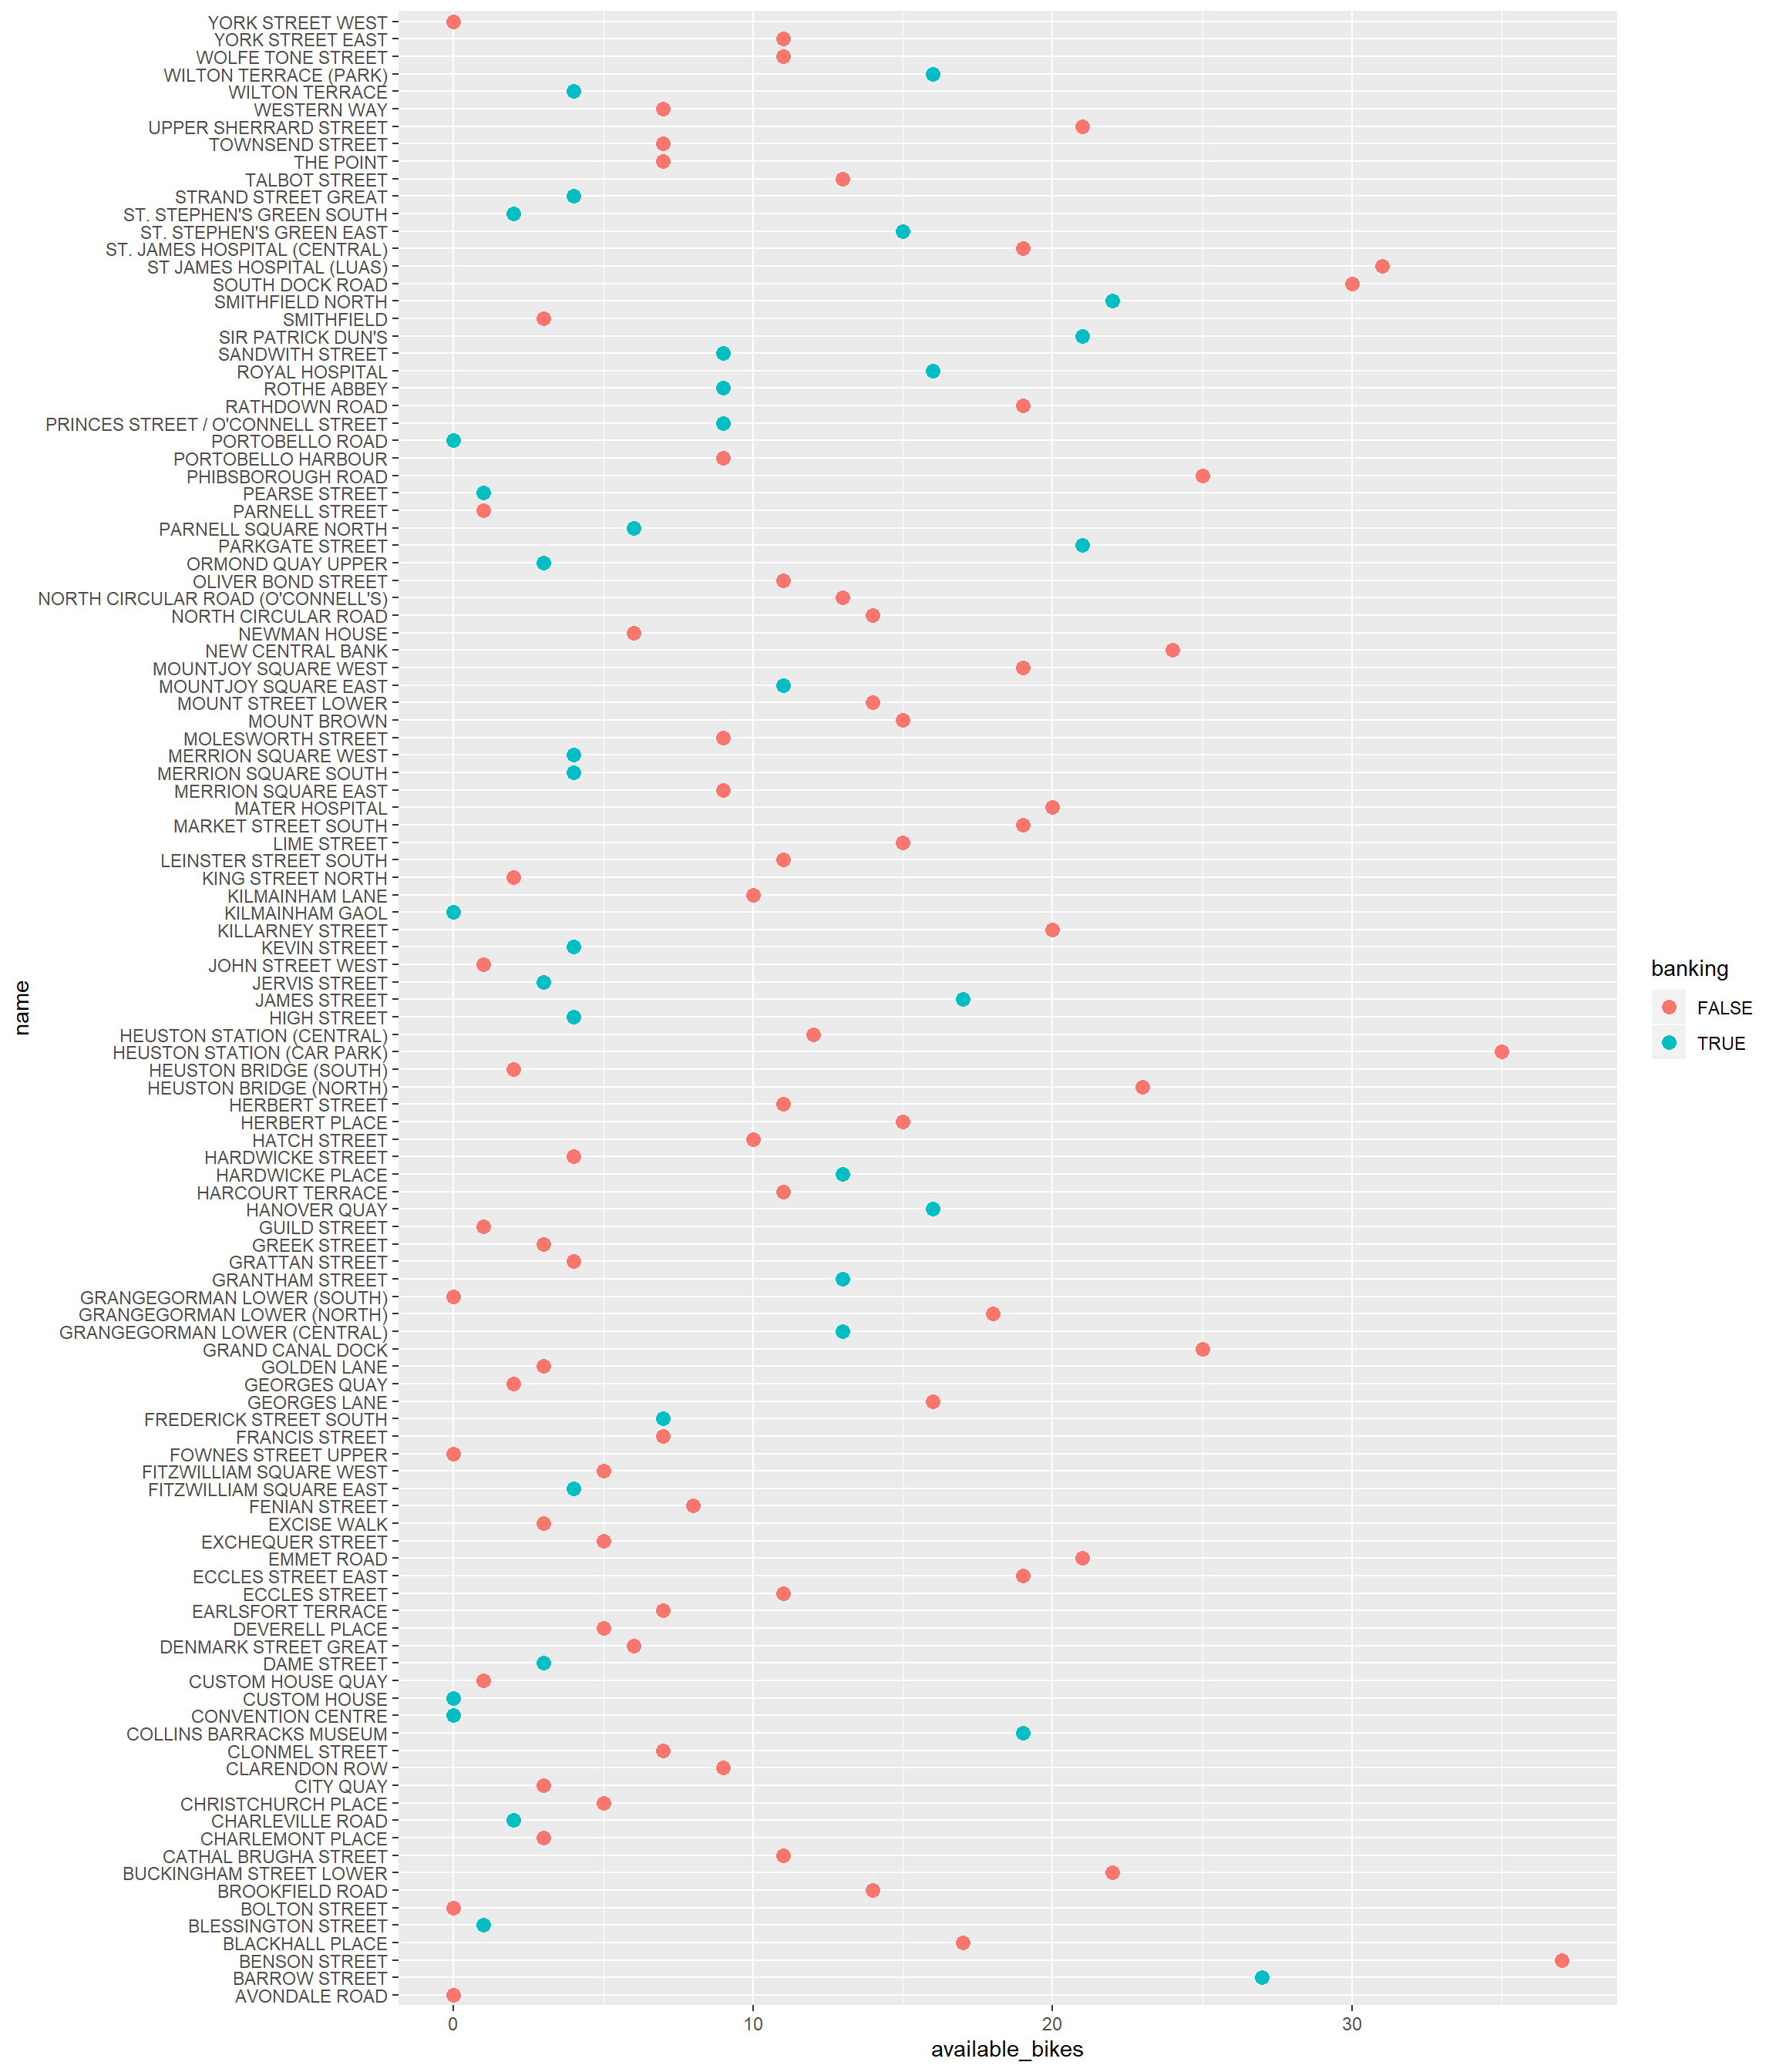 YORK STREET WEST
YORK STREET EAST
WOLFE TONE STREET
WILTON TERRACE (PARK)
WILTON TERRACE
WESTERN WAY
UPPER SHERRARD STREET
TOWNSEND STREET
THE POINT
TALBOT STREET
STRAND STREET GREAT
ST. STEPHEN'S GREEN SOUTH
ST. STEPHEN'S GREEN EAST
ST. JAMES HOSPITAL (CENTRAL)
ST JAMES HOSPITAL (LUAS)
SOUTH DOCK ROAD
SMITHFIELD NORTH
SMITHFIELD
SIR PATRICK DUN'S
SANDWITH STREET
ROYAL HOSPITAL
ROTHE ABBEY
RATHDOWN ROAD
PRINCES STREET / O'CONNELL STREET
PORTOBELLO ROAD
PORTOBELLO HARBOUR
PHIBSBOROUGH ROAD
PEARSE STREET
PARNELL STREET
PARNELL SQUARE NORTH
PARKGATE STREET
ORMOND QUAY UPPER
OLIVER BOND STREET
NORTH CIRCULAR ROAD (O'CONNELL'S)
NORTH CIRCULAR ROAD
NEWMAN HOUSE
NEW CENTRAL BANK
MOUNTJOY SQUARE WEST
MOUNTJOY SQUARE EAST
MOUNT STREET LOWER
MOUNT BROWN
MOLESWORTH STREET
MERRION SQUARE WEST
MERRION SQUARE SOUTH
MERRION SQUARE EAST
MATER HOSPITAL
MARKET STREET SOUTH
LIME STREET
LEINSTER STREET SOUTH
KING STREET NORTH
KILMAINHAM LANE
KILMAINHAM GAOL
KILLARNEY STREET
KEVIN STREET
JOHN STREET WEST
JERVIS STREET
JAMES STREET
HIGH STREET
HEUSTON STATION (CENTRAL)
HEUSTON STATION (CAR PARK)
HEUSTON BRIDGE (SOUTH)
HEUSTON BRIDGE (NORTH)
HERBERT STREET
HERBERT PLACE
HATCH STREET
HARDWICKE STREET
HARDWICKE PLACE
HARCOURT TERRACE
HANOVER QUAY
GUILD STREET
GREEK STREET
GRATTAN STREET
GRANTHAM STREET
GRANGEGORMAN LOWER (SOUTH)
GRANGEGORMAN LOWER (NORTH)
GRANGEGORMAN LOWER (CENTRAL)
GRAND CANAL DOCK
GOLDEN LANE
GEORGES QUAY
GEORGES LANE
FREDERICK STREET SOUTH
FRANCIS STREET
FOWNES STREET UPPER
FITZWILLIAM SQUARE WEST
FITZWILLIAM SQUARE EAST
FENIAN STREET
EXCISE WALK
EXCHEQUER STREET
EMMET ROAD
ECCLES STREET EAST
ECCLES STREET
EARLSFORT TERRACE
DEVERELL PLACE
DENMARK STREET GREAT
DAME STREET
CUSTOM HOUSE QUAY
CUSTOM HOUSE
CONVENTION CENTRE
COLLINS BARRACKS MUSEUM
CLONMEL STREET
CLARENDON ROW
CITY QUAY
CHRISTCHURCH PLACE
CHARLEVILLE ROAD
CHARLEMONT PLACE
CATHAL BRUGHA STREET
BUCKINGHAM STREET LOWER
BROOKFIELD ROAD
BOLTON STREET
BLESSINGTON STREET
BLACKHALL PLACE
BENSON STREET
BARROW STREET
AVONDALE ROAD
name
0 10 20 30
available_bikes
banking
FALSE
TRUE